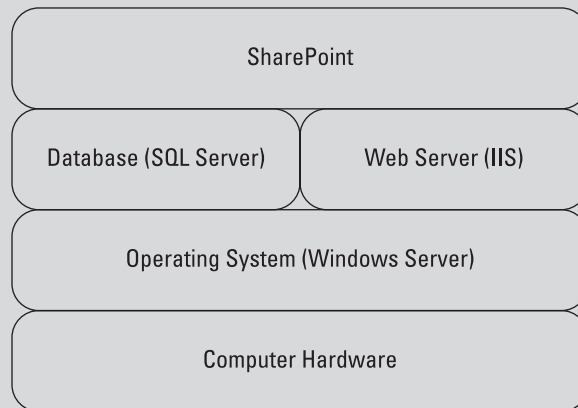 SharePoint
Database (SQL Server)
Web Server (IIS)
Operating System (Windows Server)
Computer Hardware